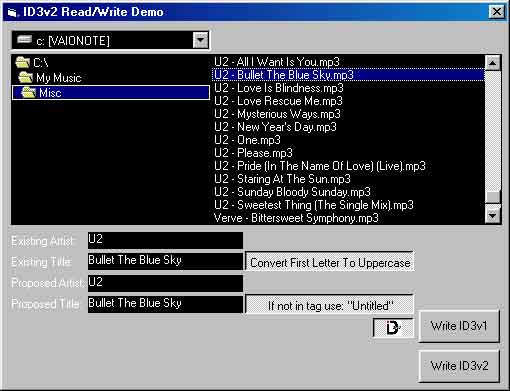 ID3v2 Read/Write Demo
c: [VAIONOTE]
C:\
My Music
Misc
U2 - All I Want Is You.mp3
U2 - Bullet The Blue Sky.mp3
U2 - Love Is Blindness.mp3
U2 - Love Rescue Me.mp3
U2 - Mysterious Ways.mp3
U2 - New Year's Day.mp3
U2 - One.mp3
U2 - Please.mp3
U2 - Pride (In The Name Of Love) (Live).mp3
U2 - Staring At The Sun.mp3
U2 - Sunday Bloody Sunday.mp3
U2 - Sweetest Thing (The Single Mix).mp3
Verve - Bittersweet Symphony.mp3
Existing Artist: U2
Existing Title: Bullet The Blue Sky Convert First Letter To Uppercase
Proposed Artist: U2
Proposed Title: Bullet The Blue Sky If not in tag use: "Untitled"
ID3 Write ID3v1
Write ID3v2